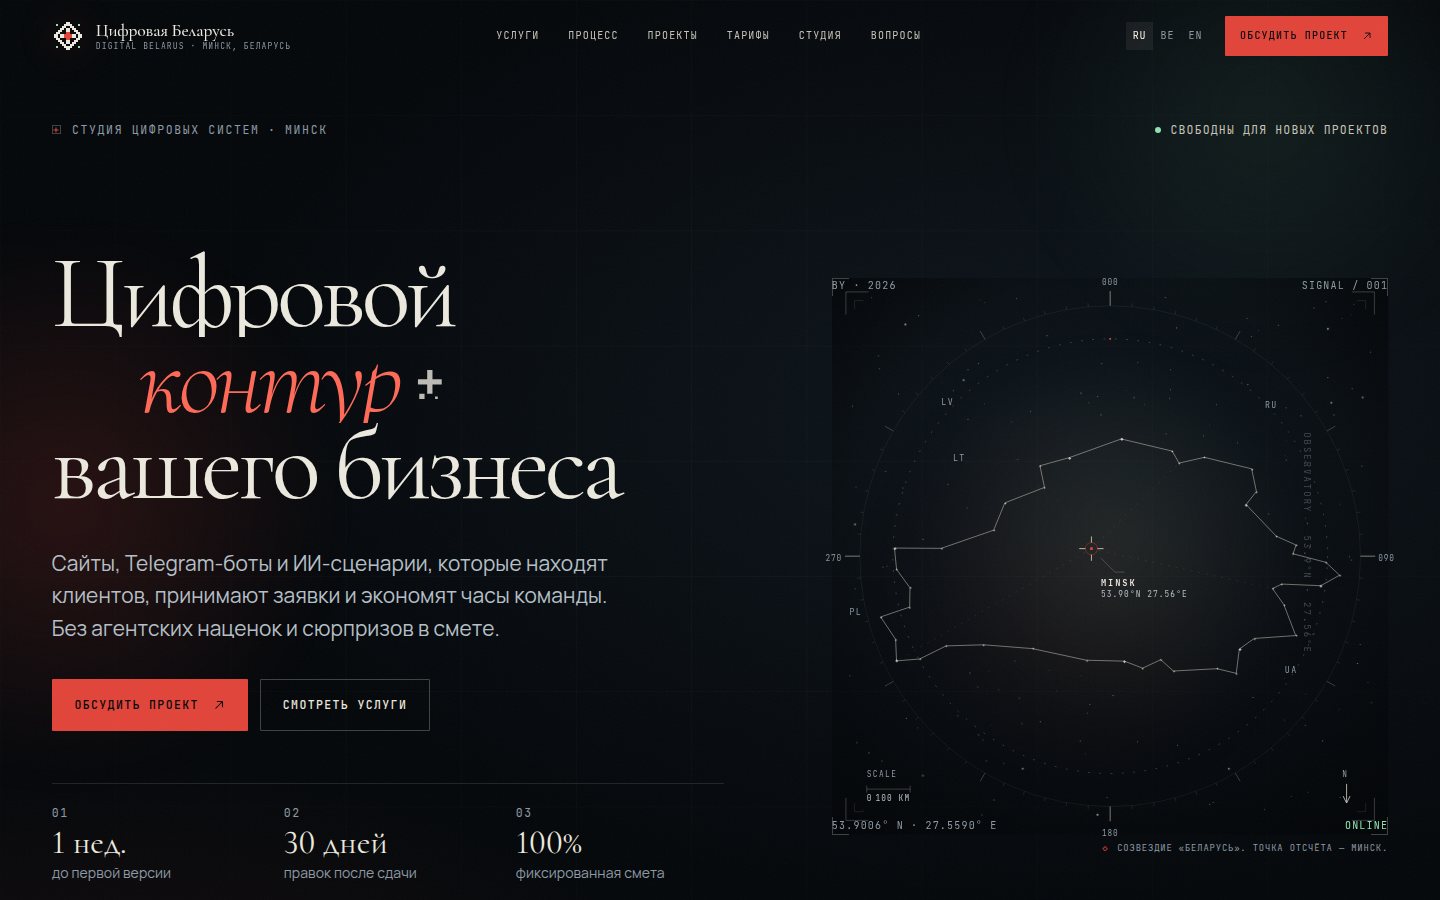 Цифровая Беларусь
DIGITAL BELARUS · МИНСК, БЕЛАРУСЬ
УСЛУГИ ПРОЦЕСС ПРОЕКТЫ ТАРИФЫ СТУДИЯ ВОПРОСЫ
RU BE EN
ОБСУДИТЬ ПРОЕКТ
СТУДИЯ ЦИФРОВЫХ СИСТЕМ · МИНСК
СВОБОДНЫ ДЛЯ НОВЫХ ПРОЕКТОВ
Цифровой
контур
вашего бизнеса
Сайты, Telegram-боты и ИИ-сценарии, которые находят
клиентов, принимают заявки и экономят часы команды.
Без агентских наценок и сюрпризов в смете.
ОБСУДИТЬ ПРОЕКТ
СМОТРЕТЬ УСЛУГИ
01
1 нед.
до первой версии
02
30 дней
правок после сдачи
03
100%
фиксированная смета
BY · 2026
000
SIGNAL / 001
LV
RU
LT
OBSERVATORY · 53.9°N · 27.56°E
270
090
MINSK
53.90°N 27.56°E
PL
UA
SCALE
0 100 KM
N
53.9006° N · 27.5590° E
180
ONLINE
СОЗВЕЗДИЕ «БЕЛАРУСЬ». ТОЧКА ОТСЧЁТА — МИНСК.